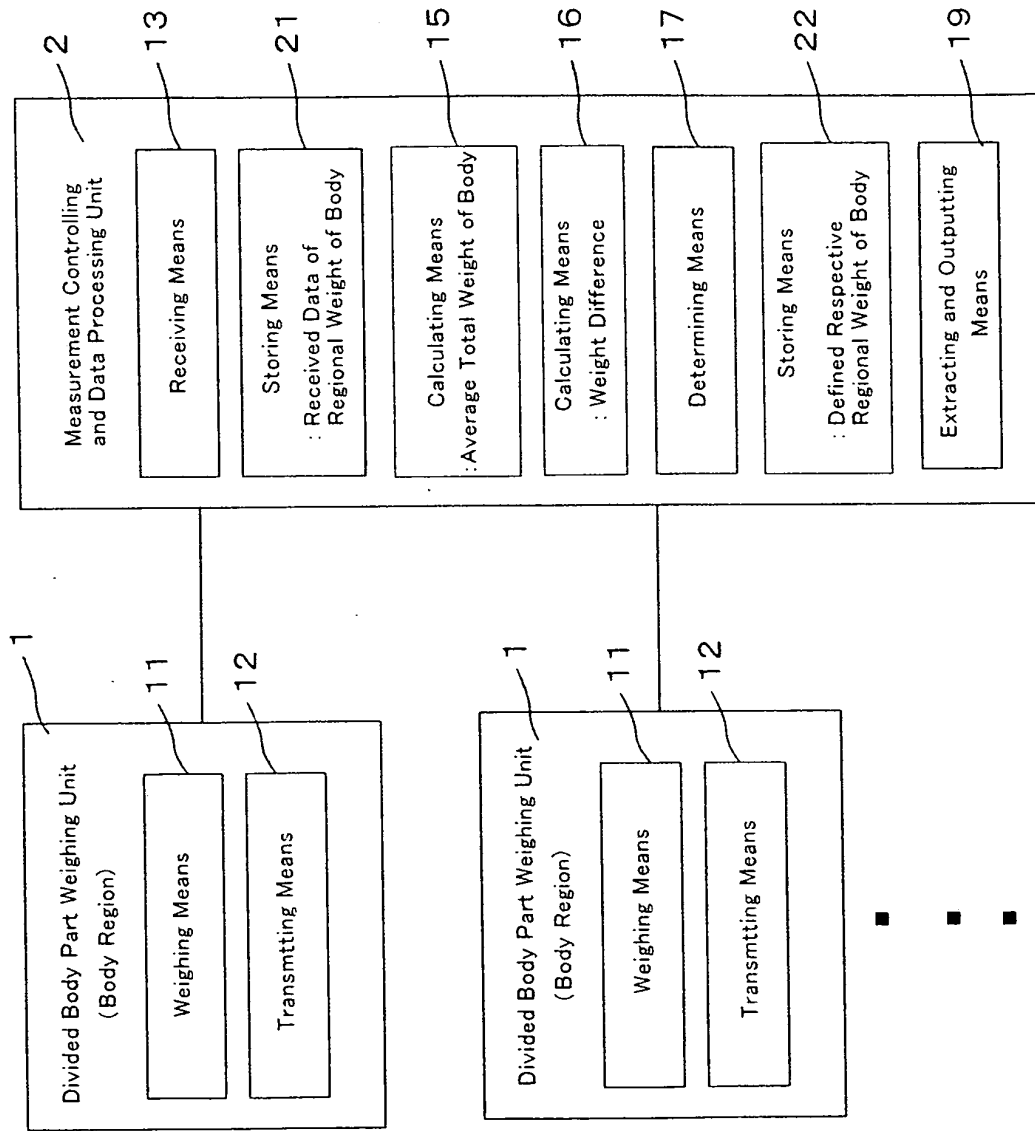 1
Divided Body Part Weighing Unit
(Body Region)
11
Weighing Means
12
Transmtting Means
1
Divided Body Part Weighing Unit
(Body Region)
11
Weighing Means
12
Transmtting Means
2
Measurement Controlling
and Data Processing Unit
13
Receiving Means
21
Storing Means
: Received Data of
Regional Weight of Body
15
Calculating Means
:Average Total Weight of Body
16
Calculating Means
: Weight Difference
17
Determining Means
22
Storing Means
: Defined Respective
Regional Weight of Body
19
Extracting and Outputting
Means